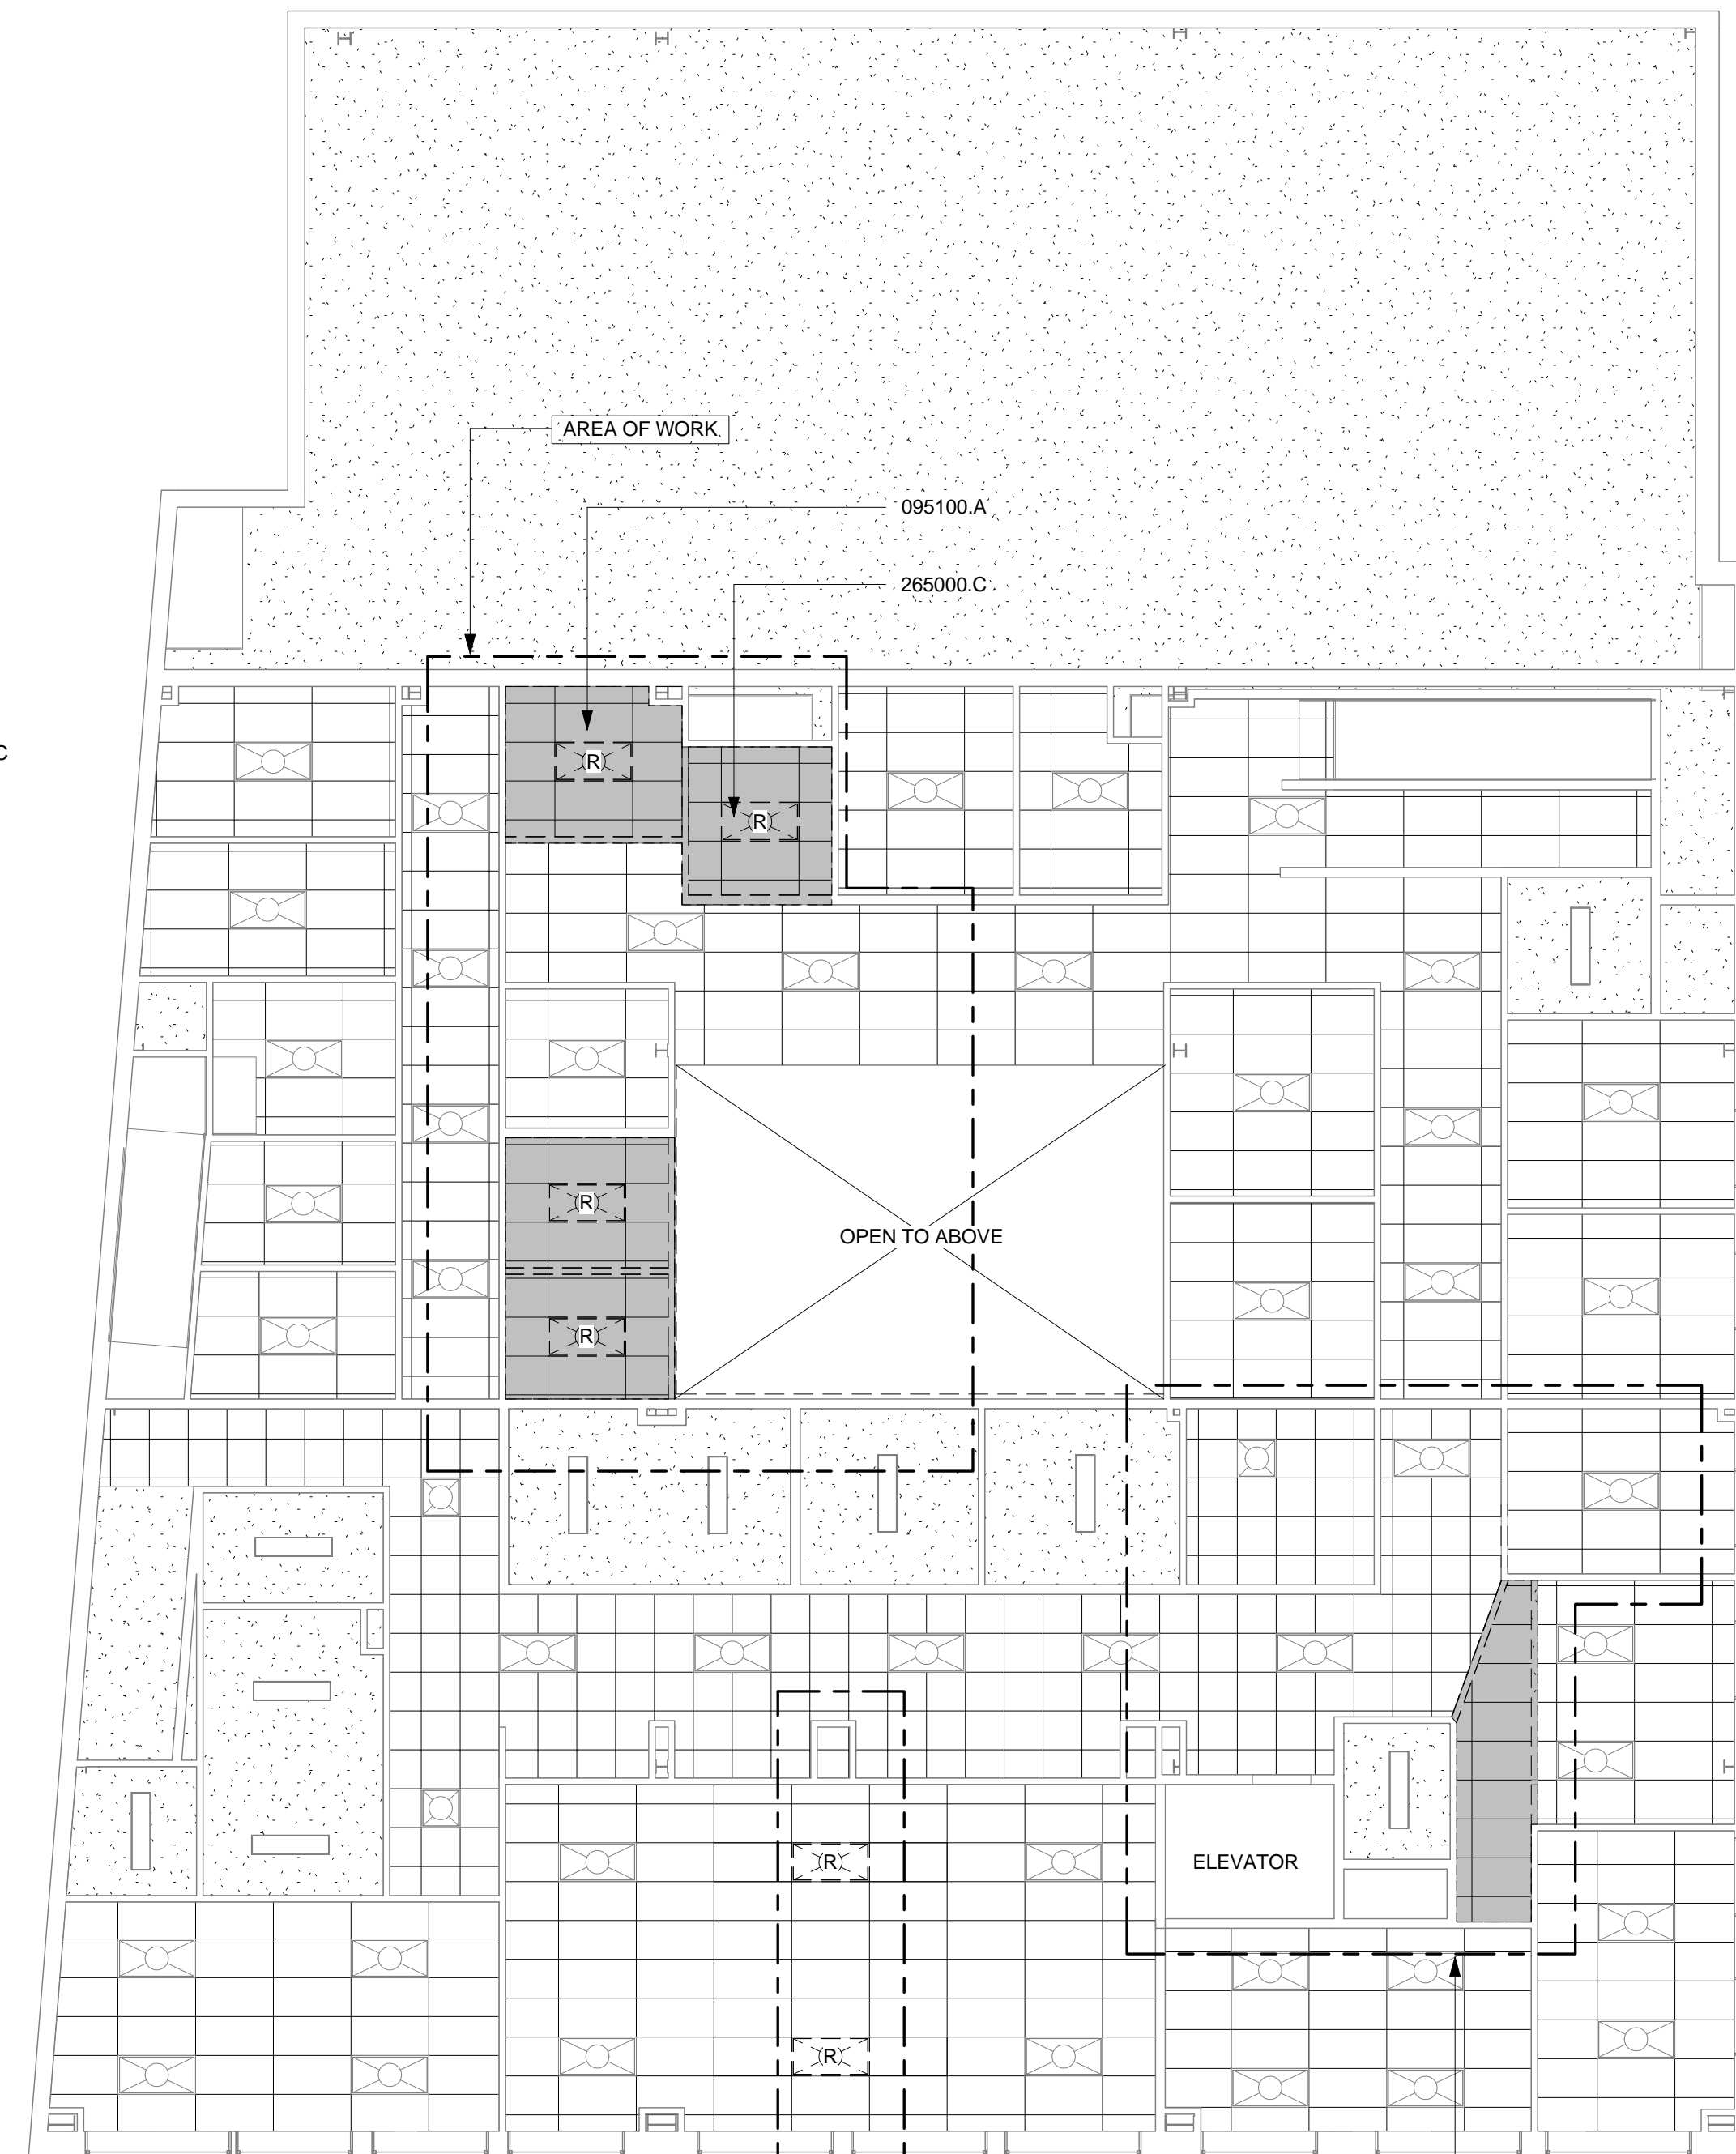 AREA OF WORK
095100.A
265000.C
C
R
R
R
OPEN TO ABOVE
R
R
ELEVATOR
R